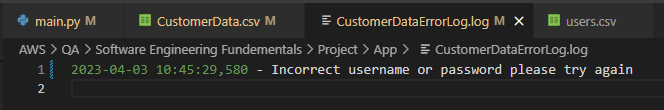 main.py M CustomerData.csv M CustomerDataErrorLog.log M users.csv
AWS > QA > Software Engineering Fundementals > Project > App > CustomerDataErrorLog.log
1 2023-04-03 10:45:29,580 - Incorrect username or password please try again
2